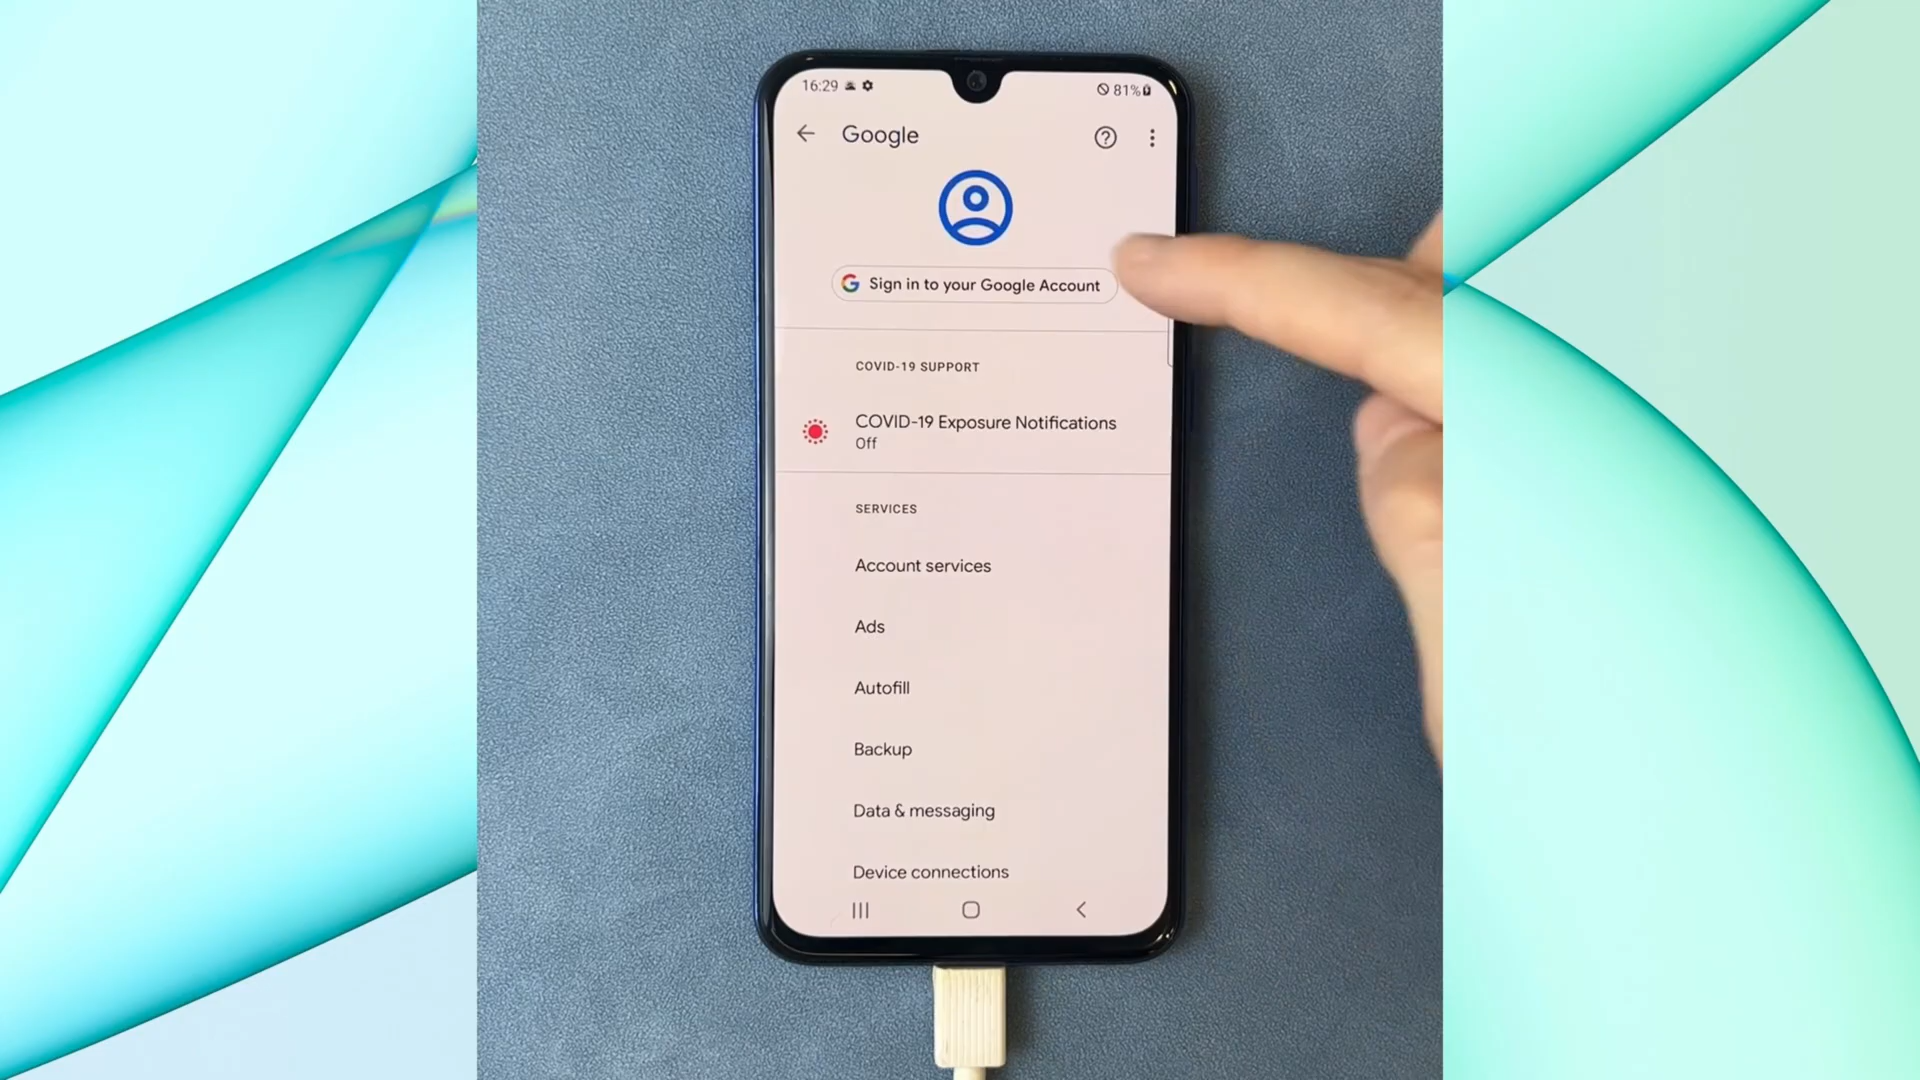 16:29
81%
Google
Sign in to your Google Account
COVID-19 SUPPORT
COVID-19 Exposure Notifications
Off
SERVICES
Account services
Ads
Autofill
Backup
Data & messaging
Device connections